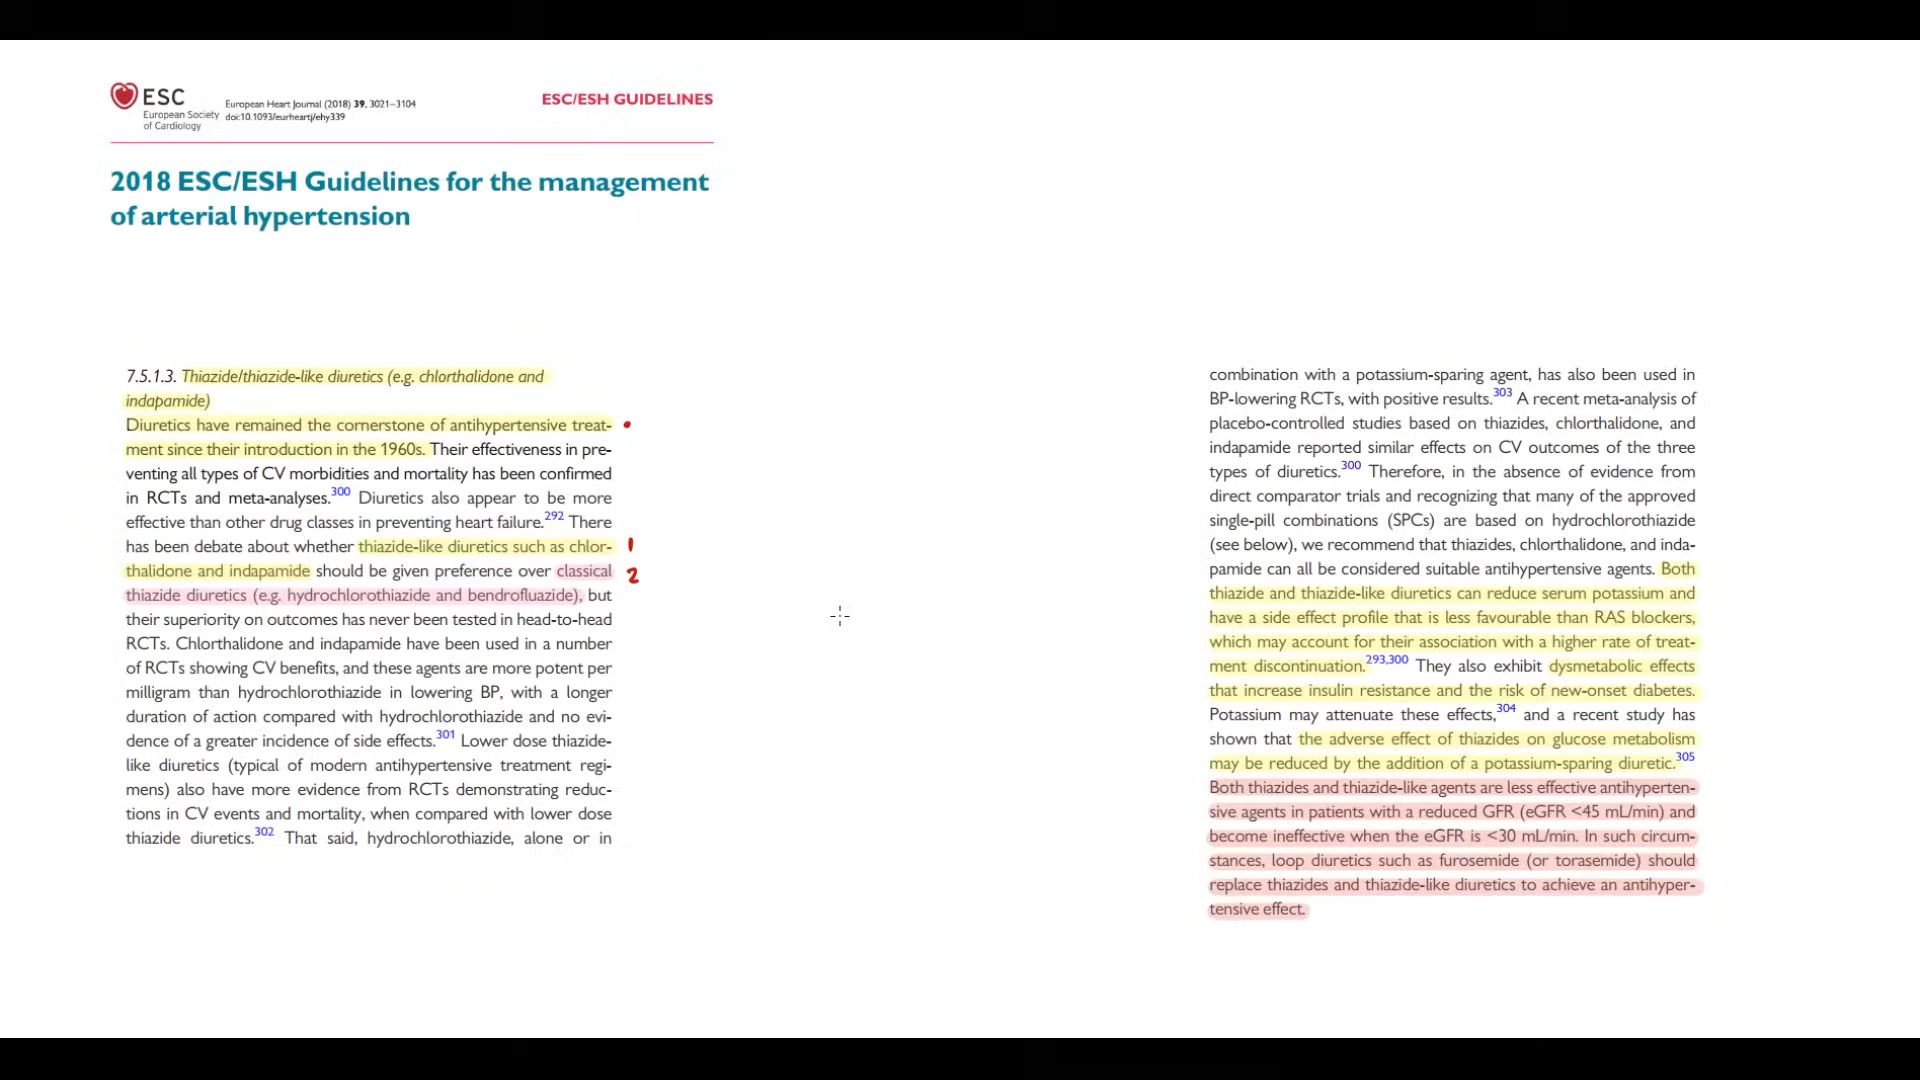 ESC
European Society
of Cardiology
European Heart Journal (2018) 39, 3021–3104
doi:10.1093/eurheartj/ehy339
ESC/ESH GUIDELINES
2018 ESC/ESH Guidelines for the management
of arterial hypertension
7.5.1.3. Thiazide/thiazide-like diuretics (e.g. chlorthalidone and
indapamide)
Diuretics have remained the cornerstone of antihypertensive treat-
ment since their introduction in the 1960s. Their effectiveness in pre-
venting all types of CV morbidities and mortality has been confirmed
in RCTs and meta-analyses.300 Diuretics also appear to be more
effective than other drug classes in preventing heart failure.292 There
has been debate about whether thiazide-like diuretics such as chlor- 1
thalidone and indapamide should be given preference over classical 2
thiazide diuretics (e.g. hydrochlorothiazide and bendrofluazide), but
their superiority on outcomes has never been tested in head-to-head
RCTs. Chlorthalidone and indapamide have been used in a number
of RCTs showing CV benefits, and these agents are more potent per
milligram than hydrochlorothiazide in lowering BP, with a longer
duration of action compared with hydrochlorothiazide and no evi-
dence of a greater incidence of side effects.301 Lower dose thiazide-
like diuretics (typical of modern antihypertensive treatment regi-
mens) also have more evidence from RCTs demonstrating reduc-
tions in CV events and mortality, when compared with lower dose
thiazide diuretics.302 That said, hydrochlorothiazide, alone or in
combination with a potassium-sparing agent, has also been used in
BP-lowering RCTs, with positive results.303 A recent meta-analysis of
placebo-controlled studies based on thiazides, chlorthalidone, and
indapamide reported similar effects on CV outcomes of the three
types of diuretics.300 Therefore, in the absence of evidence from
direct comparator trials and recognizing that many of the approved
single-pill combinations (SPCs) are based on hydrochlorothiazide
(see below), we recommend that thiazides, chlorthalidone, and inda-
pamide can all be considered suitable antihypertensive agents. Both
thiazide and thiazide-like diuretics can reduce serum potassium and
have a side effect profile that is less favourable than RAS blockers,
which may account for their association with a higher rate of treat-
ment discontinuation.293,300 They also exhibit dysmetabolic effects
that increase insulin resistance and the risk of new-onset diabetes.
Potassium may attenuate these effects,304 and a recent study has
shown that the adverse effect of thiazides on glucose metabolism
may be reduced by the addition of a potassium-sparing diuretic.305
Both thiazides and thiazide-like agents are less effective antihyperten-
sive agents in patients with a reduced GFR (eGFR <45 mL/min) and
become ineffective when the eGFR is <30 mL/min. In such circum-
stances, loop diuretics such as furosemide (or torasemide) should
replace thiazides and thiazide-like diuretics to achieve an antihyper-
tensive effect.